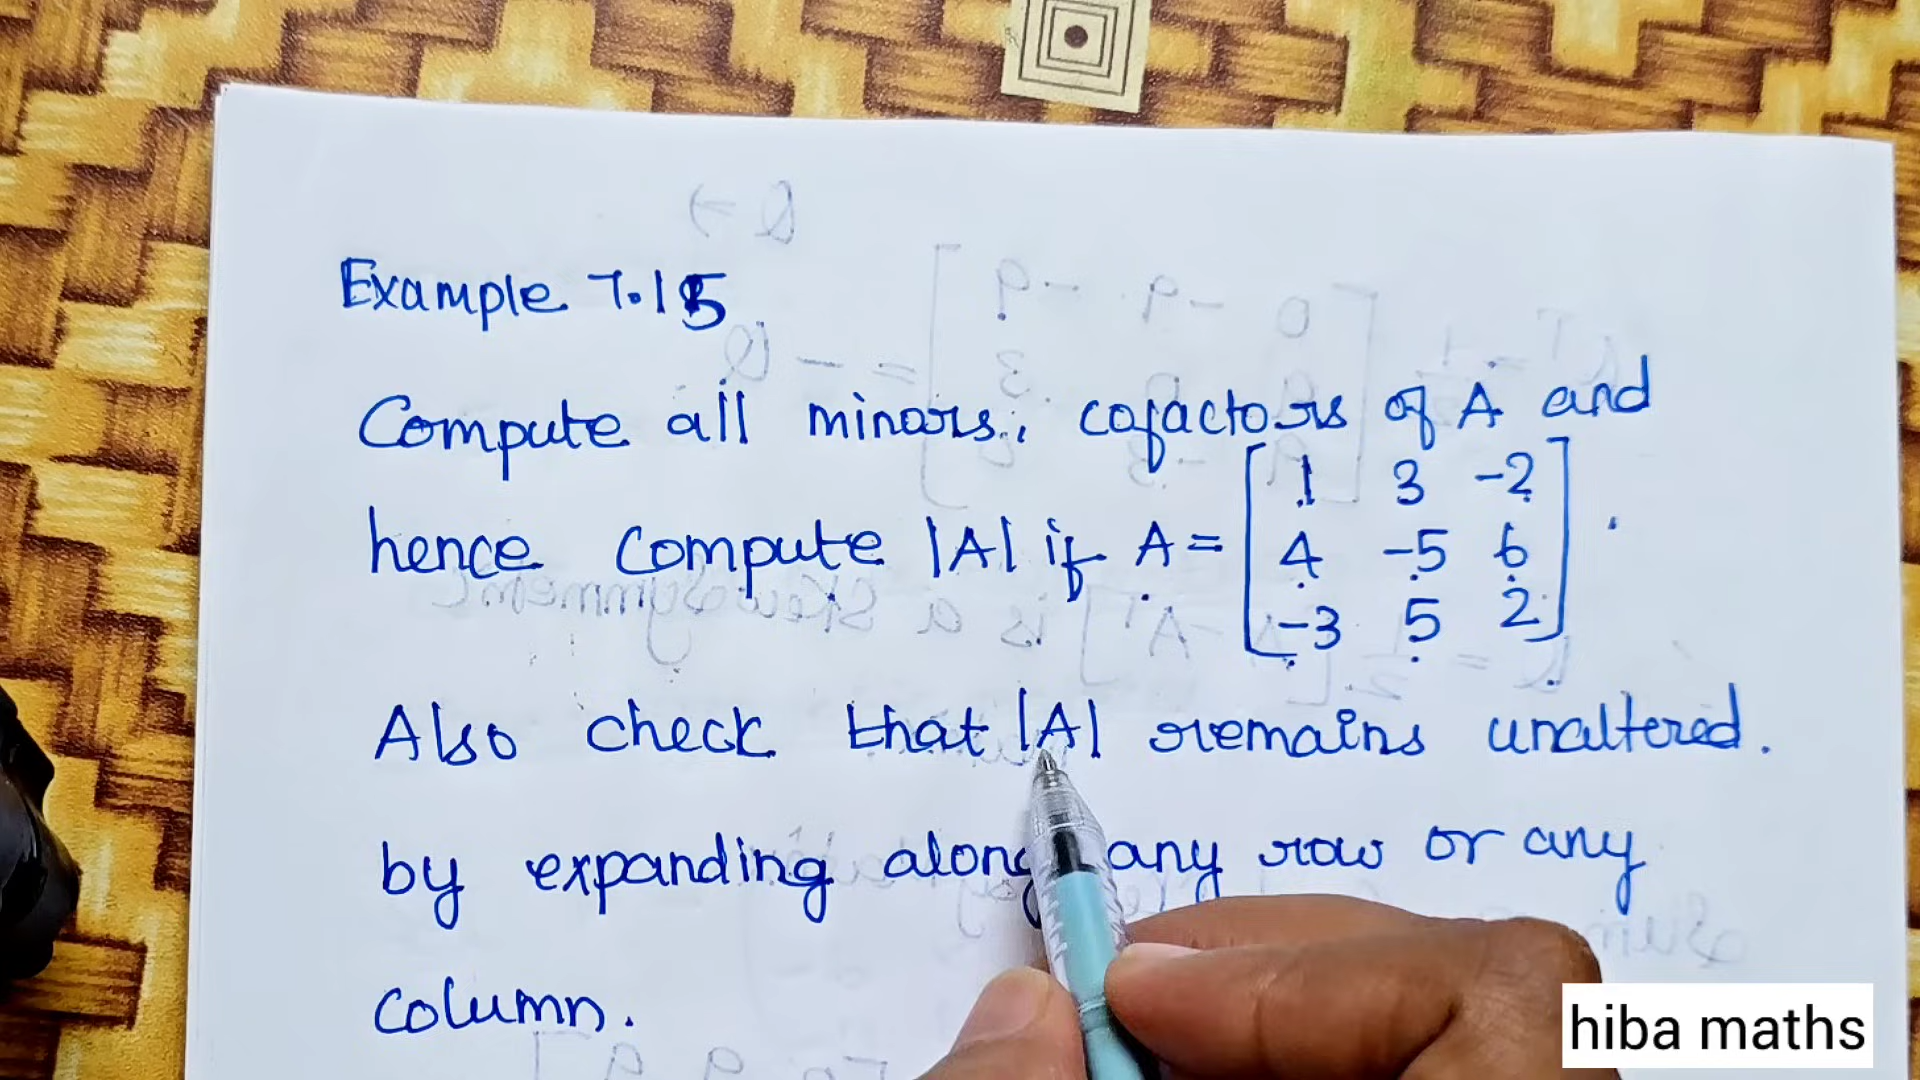 Example 7.15
Compute all minors, cofactors of A and
hence compute |A| if A = [1 3 -2
4 -5 6
-3 5 2].
Also check that |A| remains unaltered.
by expanding along any row or any
column.
hiba maths